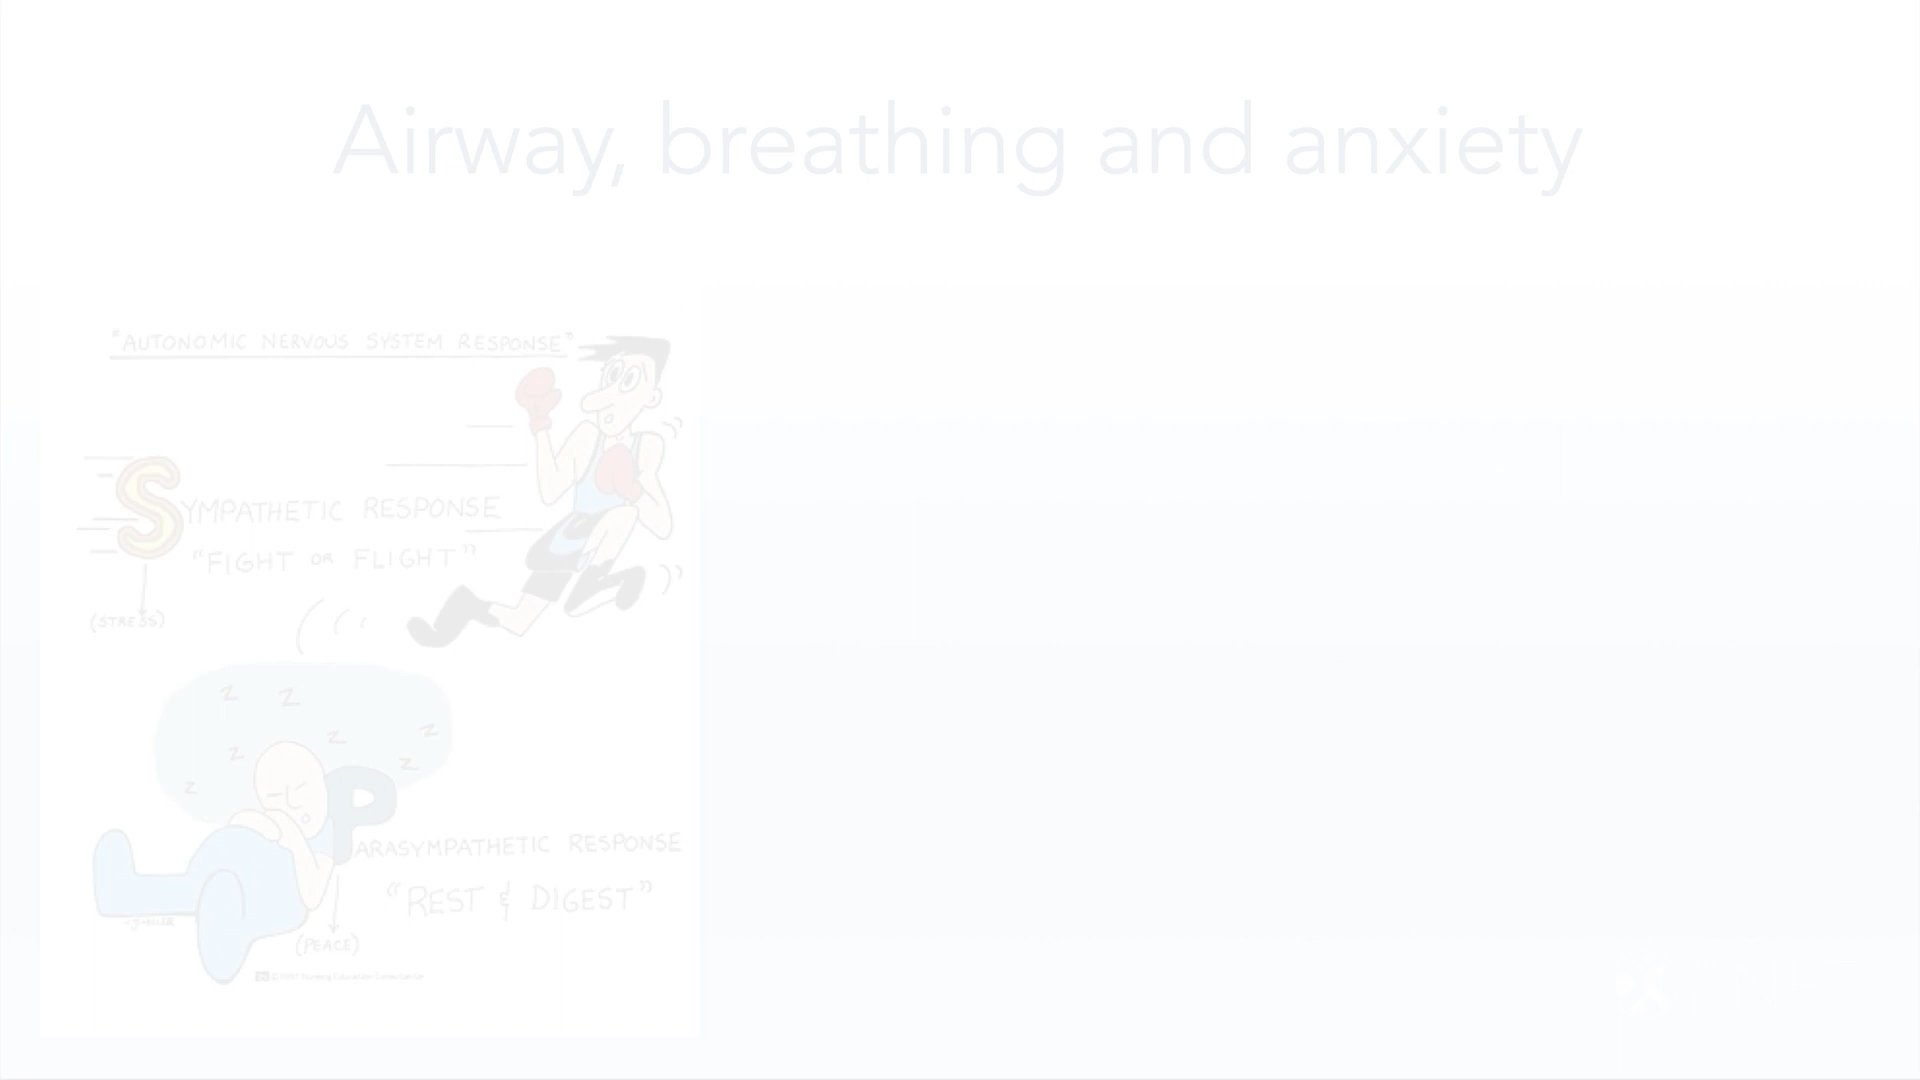 Airway, breathing and anxiety
"AUTONOMIC NERVOUS SYSTEM RESPONSE"
SYMPATHETIC RESPONSE
"FIGHT OR FLIGHT"
(STRESS)
Z Z
Z Z
Z Z
Z
PARASYMPATHETIC RESPONSE
"REST & DIGEST"
(PEACE)